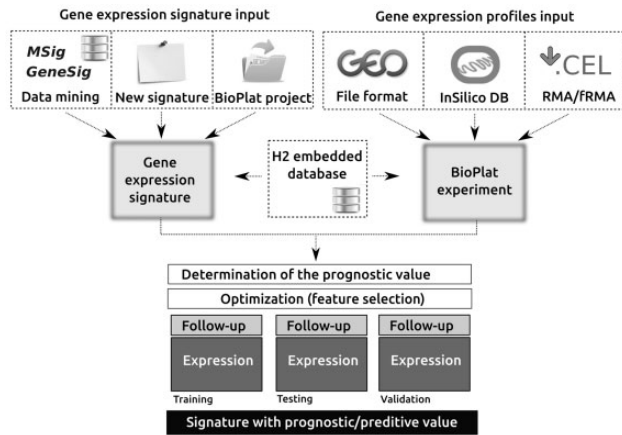 Gene expression signature input
Gene expression profiles input
MSig
GeneSig
Data mining
New signature
BioPlat project
GEO
File format
InSilico DB
.CEL
RMA/fRMA
Gene
expression
signature
H2 embedded
database
BioPlat
experiment
Determination of the prognostic value
Optimization (feature selection)
Follow-up
Follow-up
Follow-up
Expression
Expression
Expression
Training
Testing
Validation
Signature with prognostic/preditive value